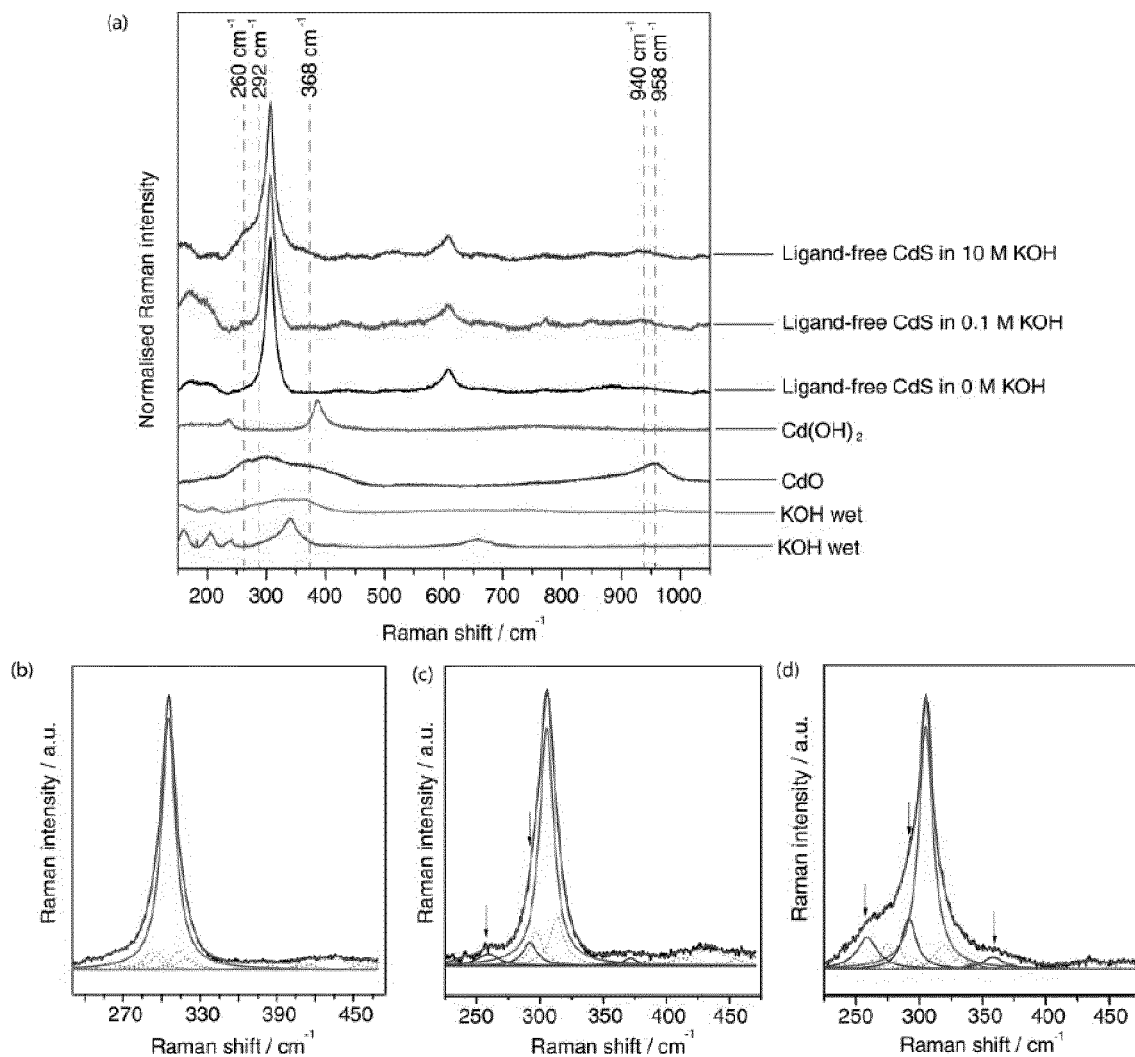 (a)
260 cm⁻¹
292 cm⁻¹
368 cm⁻¹
940 cm⁻¹
958 cm⁻¹
Normalised Raman intensity
Ligand-free CdS in 10 M KOH
Ligand-free CdS in 0.1 M KOH
Ligand-free CdS in 0 M KOH
Cd(OH)₂
CdO
KOH wet
KOH wet
200 300 400 500 600 700 800 900 1000
Raman shift / cm⁻¹
(b)
Raman intensity / a.u.
270 330 390 450
Raman shift / cm⁻¹
(c)
Raman intensity / a.u.
250 300 350 400 450
Raman shift / cm⁻¹
(d)
Raman intensity / a.u.
250 300 350 400 450
Raman shift / cm⁻¹